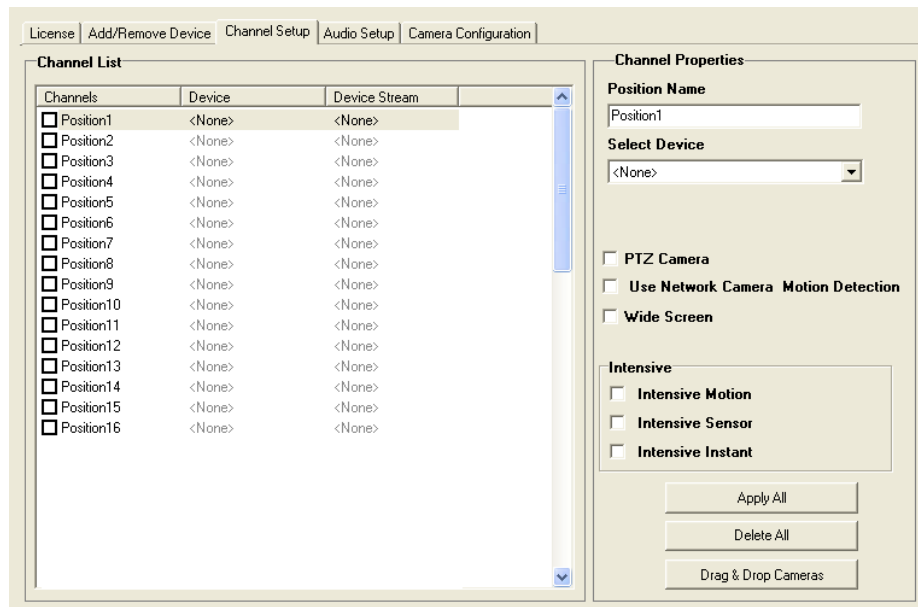 License Add/Remove Device Channel Setup Audio Setup Camera Configuration
Channel List
Channels Device Device Stream
Position1 <None> <None>
Position2 <None> <None>
Position3 <None> <None>
Position4 <None> <None>
Position5 <None> <None>
Position6 <None> <None>
Position7 <None> <None>
Position8 <None> <None>
Position9 <None> <None>
Position10 <None> <None>
Position11 <None> <None>
Position12 <None> <None>
Position13 <None> <None>
Position14 <None> <None>
Position15 <None> <None>
Position16 <None> <None>
Channel Properties
Position Name
Position1
Select Device
<None>
PTZ Camera
Use Network Camera Motion Detection
Wide Screen
Intensive
Intensive Motion
Intensive Sensor
Intensive Instant
Apply All
Delete All
Drag & Drop Cameras